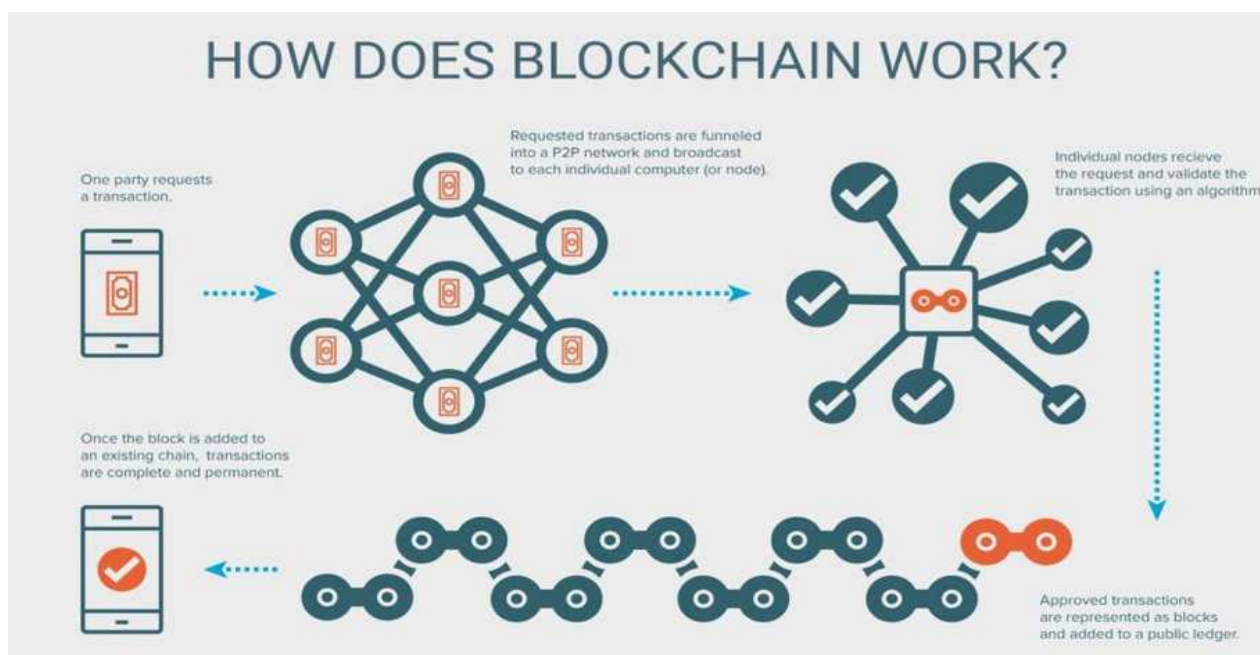 HOW DOES BLOCKCHAIN WORK?
One party requests
a transaction.
Requested transactions are funneled
into a P2P network and broadcast
to each individual computer (or node).
Individual nodes recieve
the request and validate the
transaction using an algorithm
Approved transactions
are represented as blocks
and added to a public ledger.
Once the block is added to
an existing chain, transactions
are complete and permanent.